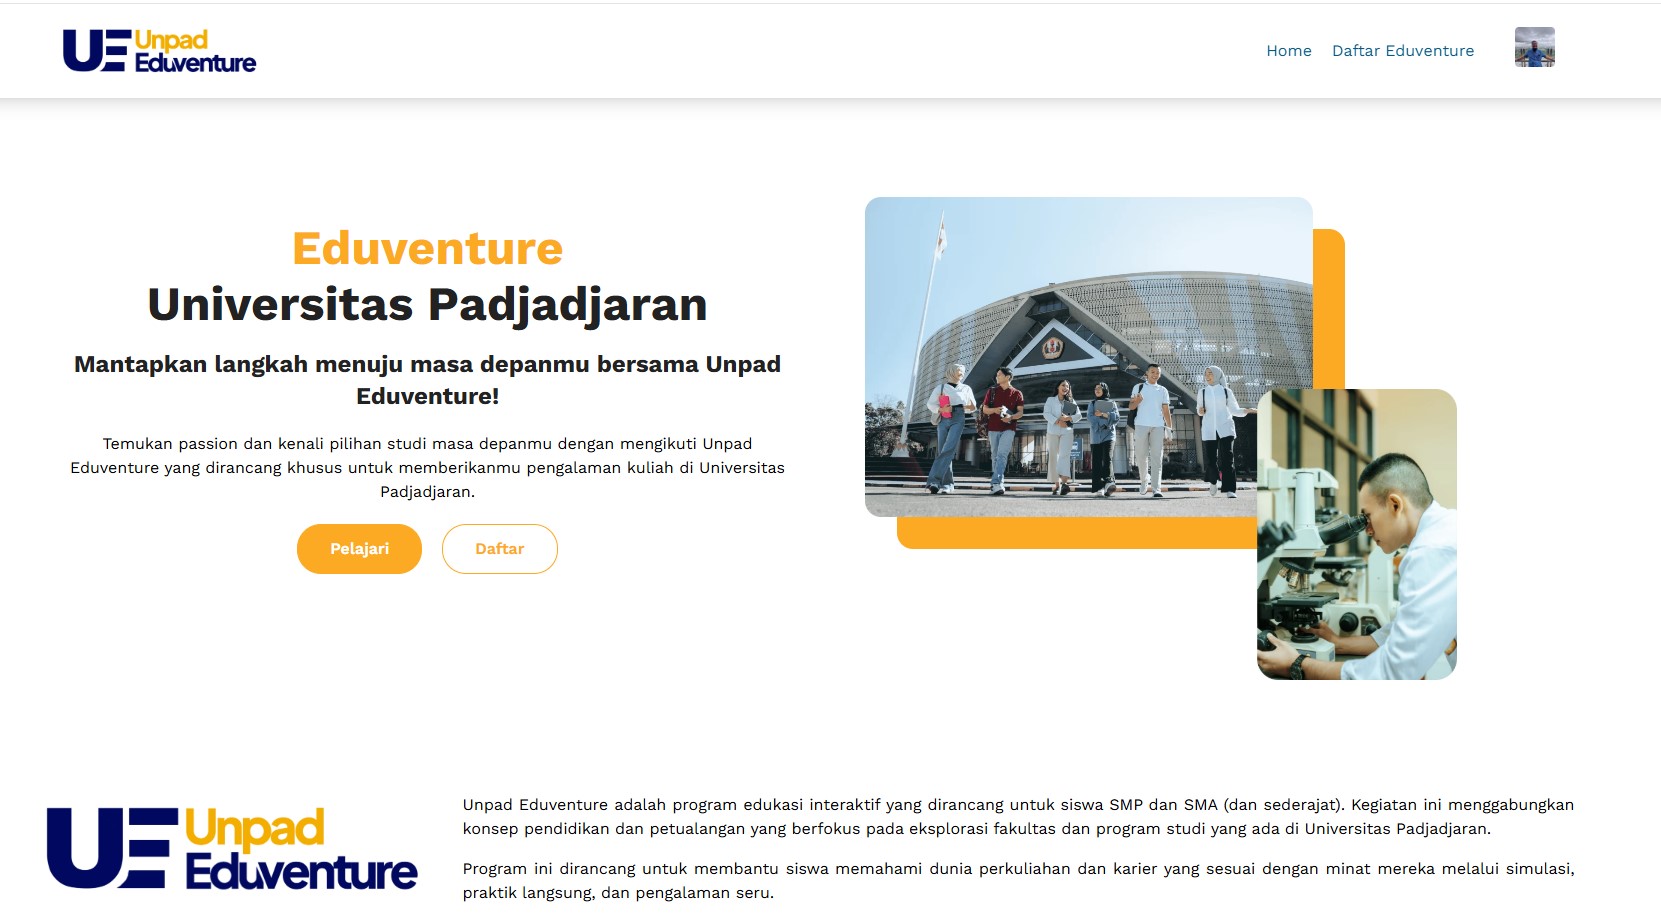 UE Unpad
Eduventure
Home Daftar Eduventure
Eduventure
Universitas Padjadjaran
Mantapkan langkah menuju masa depanmu bersama Unpad
Eduventure!
Temukan passion dan kenali pilihan studi masa depanmu dengan mengikuti Unpad
Eduventure yang dirancang khusus untuk memberikanmu pengalaman kuliah di Universitas
Padjadjaran.
Pelajari Daftar
UE Unpad
Eduventure
Unpad Eduventure adalah program edukasi interaktif yang dirancang untuk siswa SMP dan SMA (dan sederajat). Kegiatan ini menggabungkan
konsep pendidikan dan petualangan yang berfokus pada eksplorasi fakultas dan program studi yang ada di Universitas Padjadjaran.
Program ini dirancang untuk membantu siswa memahami dunia perkuliahan dan karier yang sesuai dengan minat mereka melalui simulasi,
praktik langsung, dan pengalaman seru.